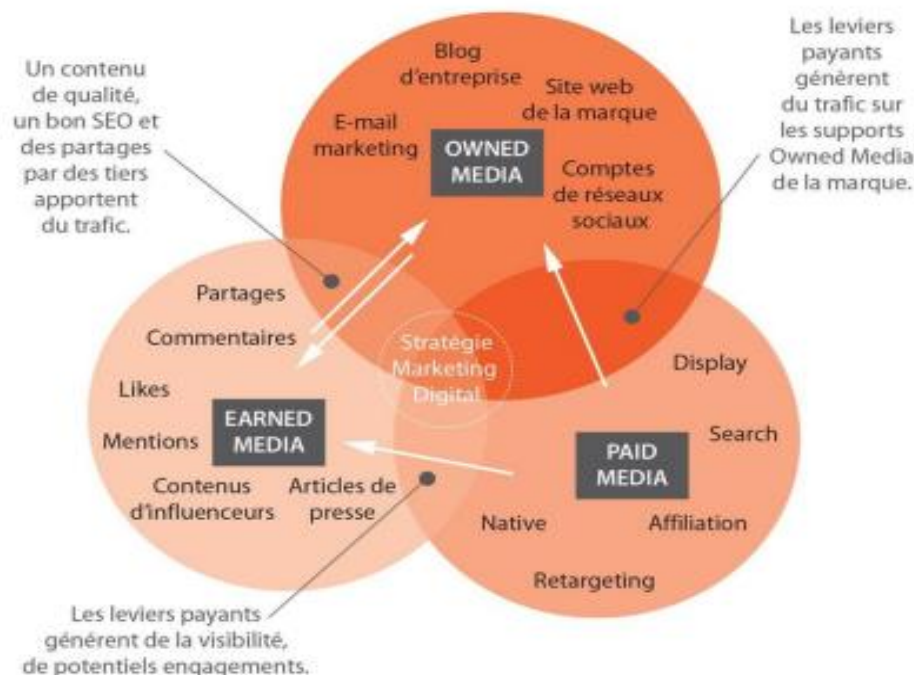 Un contenu
de qualité,
un bon SEO et
des partages
par des tiers
apportent
du trafic.
Blog
d'entreprise
Site web
de la marque
E-mail
marketing
OWNED
MEDIA
Comptes
de réseaux
sociaux
Les leviers
payants
génèrent
du trafic sur
les supports
Owned Media
de la marque.
Partages
Commentaires
Likes
Mentions
EARNED
MEDIA
Contenus
d'influenceurs
Articles de
presse
Stratégie
Marketing
Digital
Display
Search
PAID
MEDIA
Native
Affiliation
Retargeting
Les leviers payants
générent de la visibilité,
de potentiels engagements.